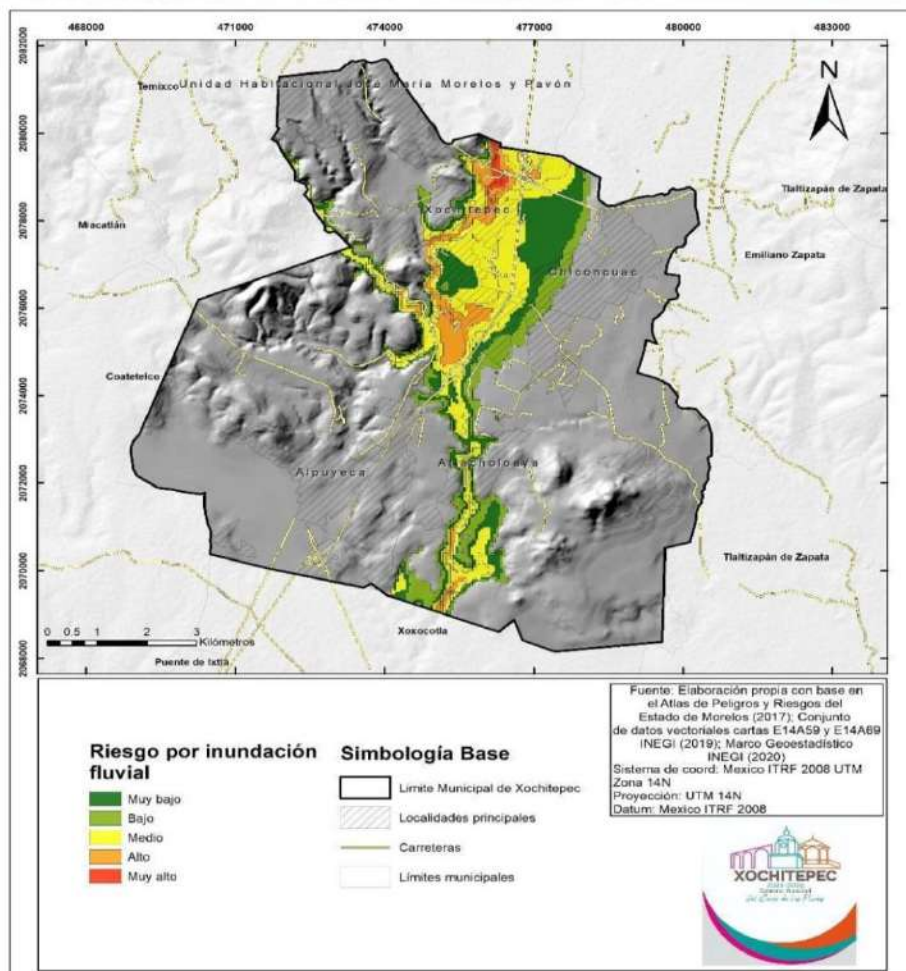 468000 471000 474000 477000 480000 483000
2082000
2080000
2078000
2076000
2074000
2072000
2070000
2068000
N
Temixco
Unidad Habitacional José María Morelos y Pavón
Tlaltizapán de Zapata
Xochitepec
Miacatlán
Emiliano Zapata
Chiconcuac
Coatetelco
Alpuyeca
Atlacholoaya
Tlaltizapán de Zapata
Xoxocotla
0 0.5 1 2 3
Kilómetros
Puente de Ixtla
468000 471000 474000 477000 480000 483000
Riesgo por inundación
fluvial
Muy bajo
Bajo
Medio
Alto
Muy alto
Simbología Base
Límite Municipal de Xochitepec
Localidades principales
Carreteras
Límites municipales
Fuente: Elaboración propia con base en
el Atlas de Peligros y Riesgos del
Estado de Morelos (2017); Conjunto
de datos vectoriales cartas E14A59 y E14A69
INEGI (2019); Marco Geoestadístico
INEGI (2020)
Sistema de coord: Mexico ITRF 2008 UTM
Zona 14N
Proyección: UTM 14N
Datum: Mexico ITRF 2008
XOCHITEPEC